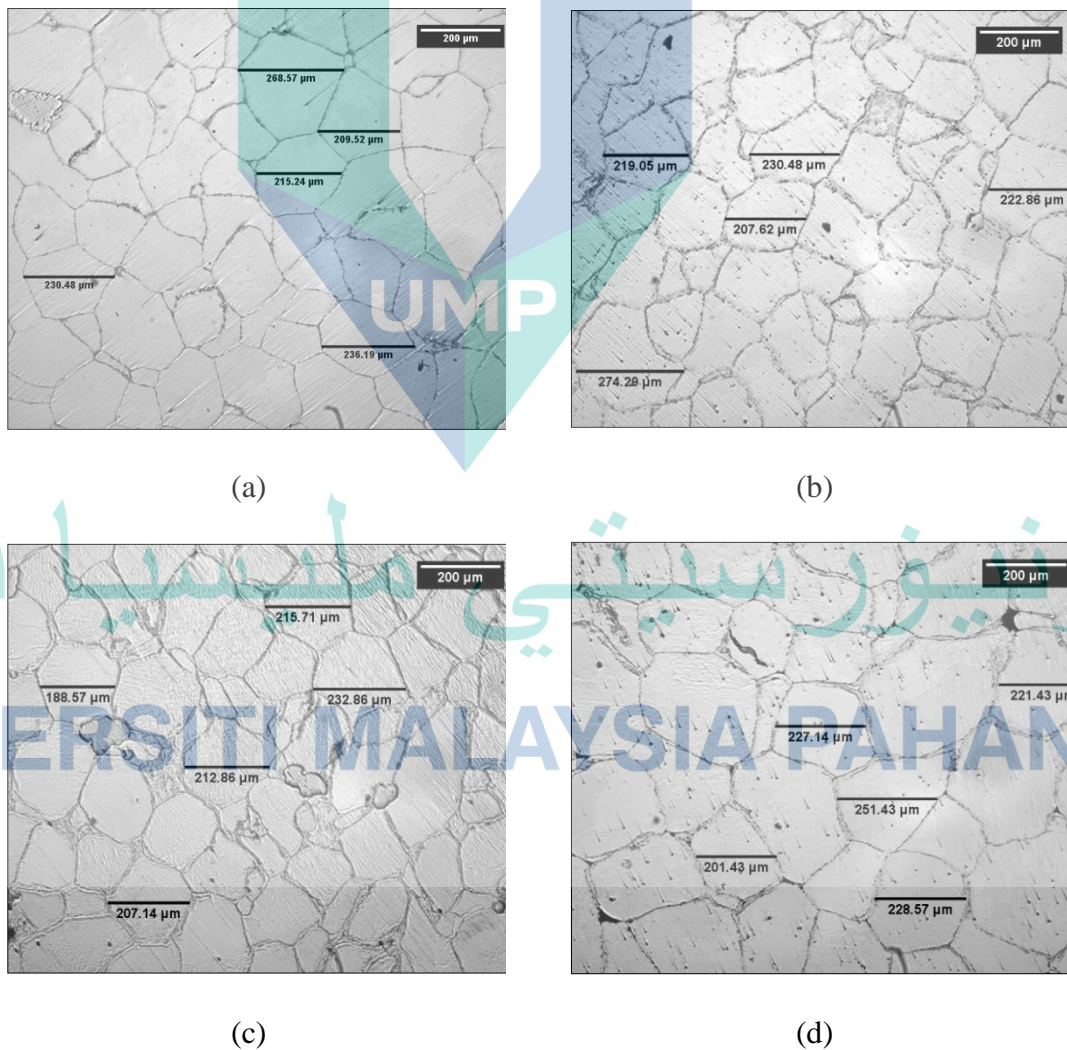 200 µm
268.57 µm
209.52 µm
215.24 µm
230.48 µm
236.19 µm
200 µm
219.05 µm
230.48 µm
222.86 µm
207.62 µm
274.29 µm
UMP
(a)
(b)
200 µm
215.71 µm
188.57 µm
232.86 µm
212.86 µm
207.14 µm
200 µm
221.43 µm
227.14 µm
251.43 µm
201.43 µm
228.57 µm
ERSITI MALAYSIA PAHAN
(c)
(d)